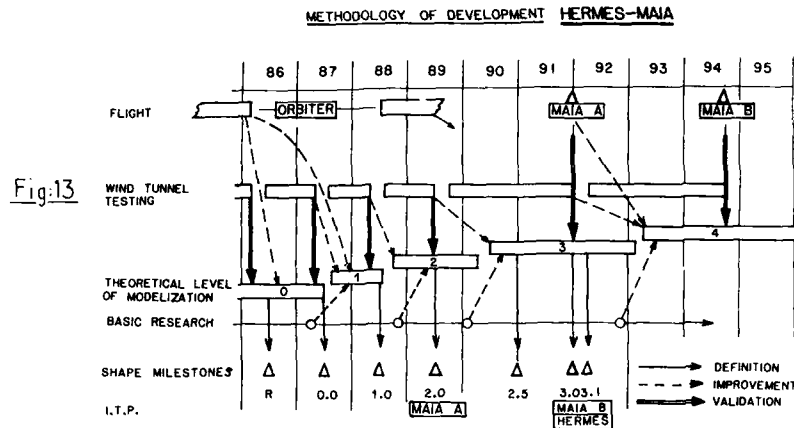 METHODOLOGY OF DEVELOPMENT HERMES-MAIA
86 87 88 89 90 91 92 93 94 95
FLIGHT ORBITER MAIA A MAIA B
Fig:13
WIND TUNNEL
TESTING
4
3
2
1
THEORETICAL LEVEL
OF MODELIZATION 0
BASIC RESEARCH
SHAPE MILESTONES
R 0.0 1.0 2.0 2.5 3.0 3.1
I.T.P. MAIA A MAIA B
HERMES
DEFINITION
IMPROVEMENT
VALIDATION